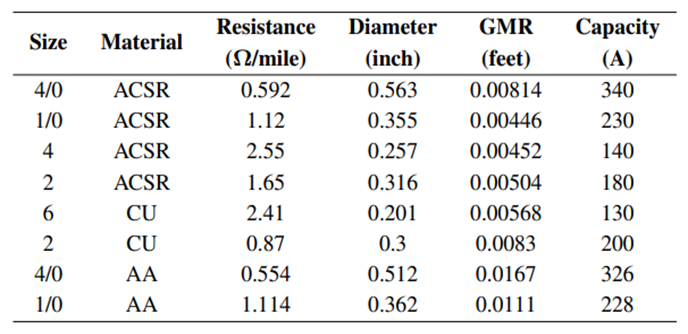 Size Material Resistance (Ω/mile) Diameter (inch) GMR (feet) Capacity (A)
4/0 ACSR 0.592 0.563 0.00814 340
1/0 ACSR 1.12 0.355 0.00446 230
4 ACSR 2.55 0.257 0.00452 140
2 ACSR 1.65 0.316 0.00504 180
6 CU 2.41 0.201 0.00568 130
2 CU 0.87 0.3 0.0083 200
4/0 AA 0.554 0.512 0.0167 326
1/0 AA 1.114 0.362 0.0111 228